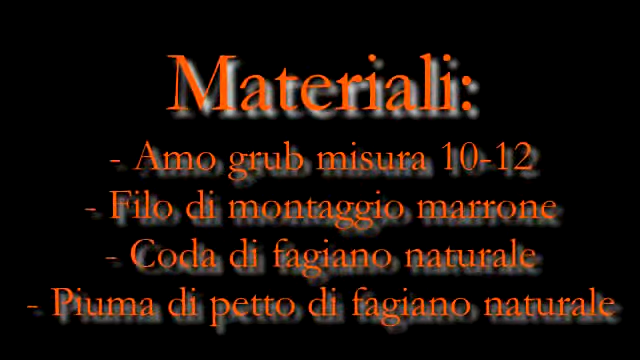 Materiali:
- Amo grub misura 10-12
- Filo di montaggio marrone
- Coda di fagiano naturale
- Piuma di petto di fagiano naturale